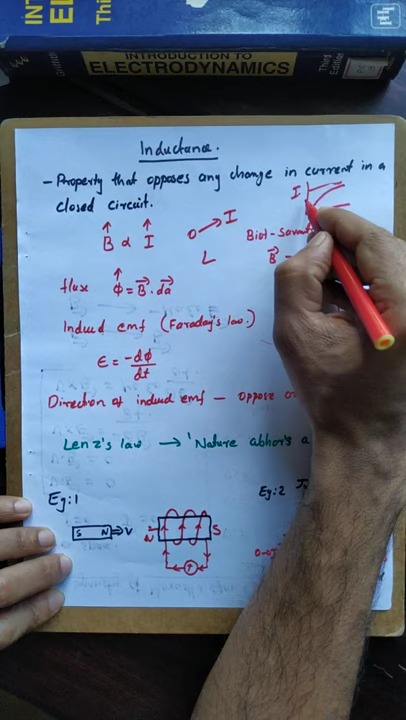 INTRODUCTION TO
ELECTRODYNAMICS
Third
Edition
Inductance.
- Property that opposes any change in current in a
closed circuit.
I
B α I
0 → I
L
Biot-Savart
B
flux ϕ = B . da
Induced emf (Faraday's law.)
ε = -dϕ/dt
Direction of induced emf - oppose
Lenz's law → 'Nature abhors a
Eg:1
Eg:2
S N ⇒ V
N S